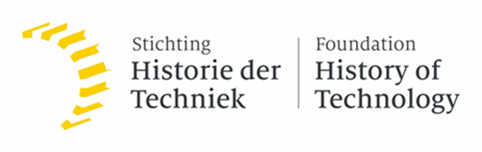 Stichting
Historie der
Techniek
Foundation
History of
Technology